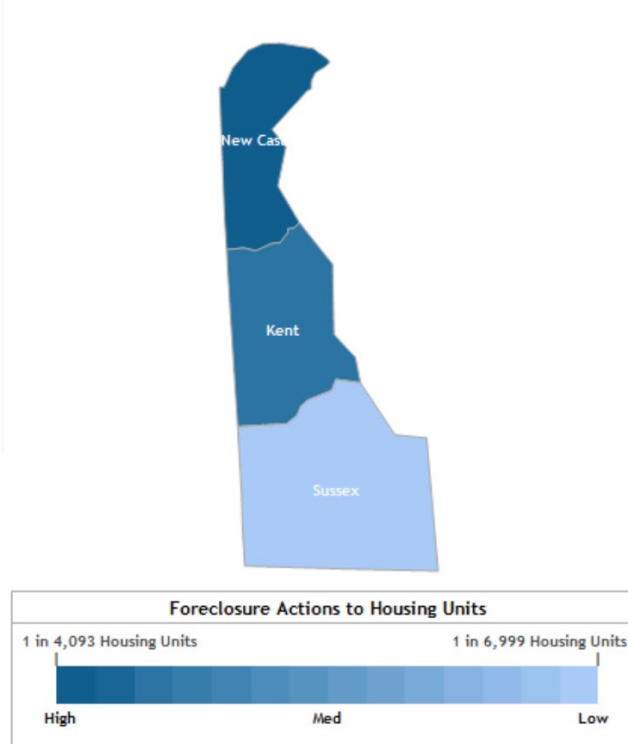 New Cas
Kent
Sussex
Foreclosure Actions to Housing Units
1 in 4,093 Housing Units 1 in 6,999 Housing Units
High Med Low